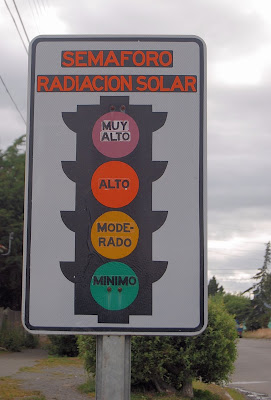 SEMAFORO
RADIACION SOLAR
MUY
ALTO
ALTO
MODE-
RADO
MINIMO